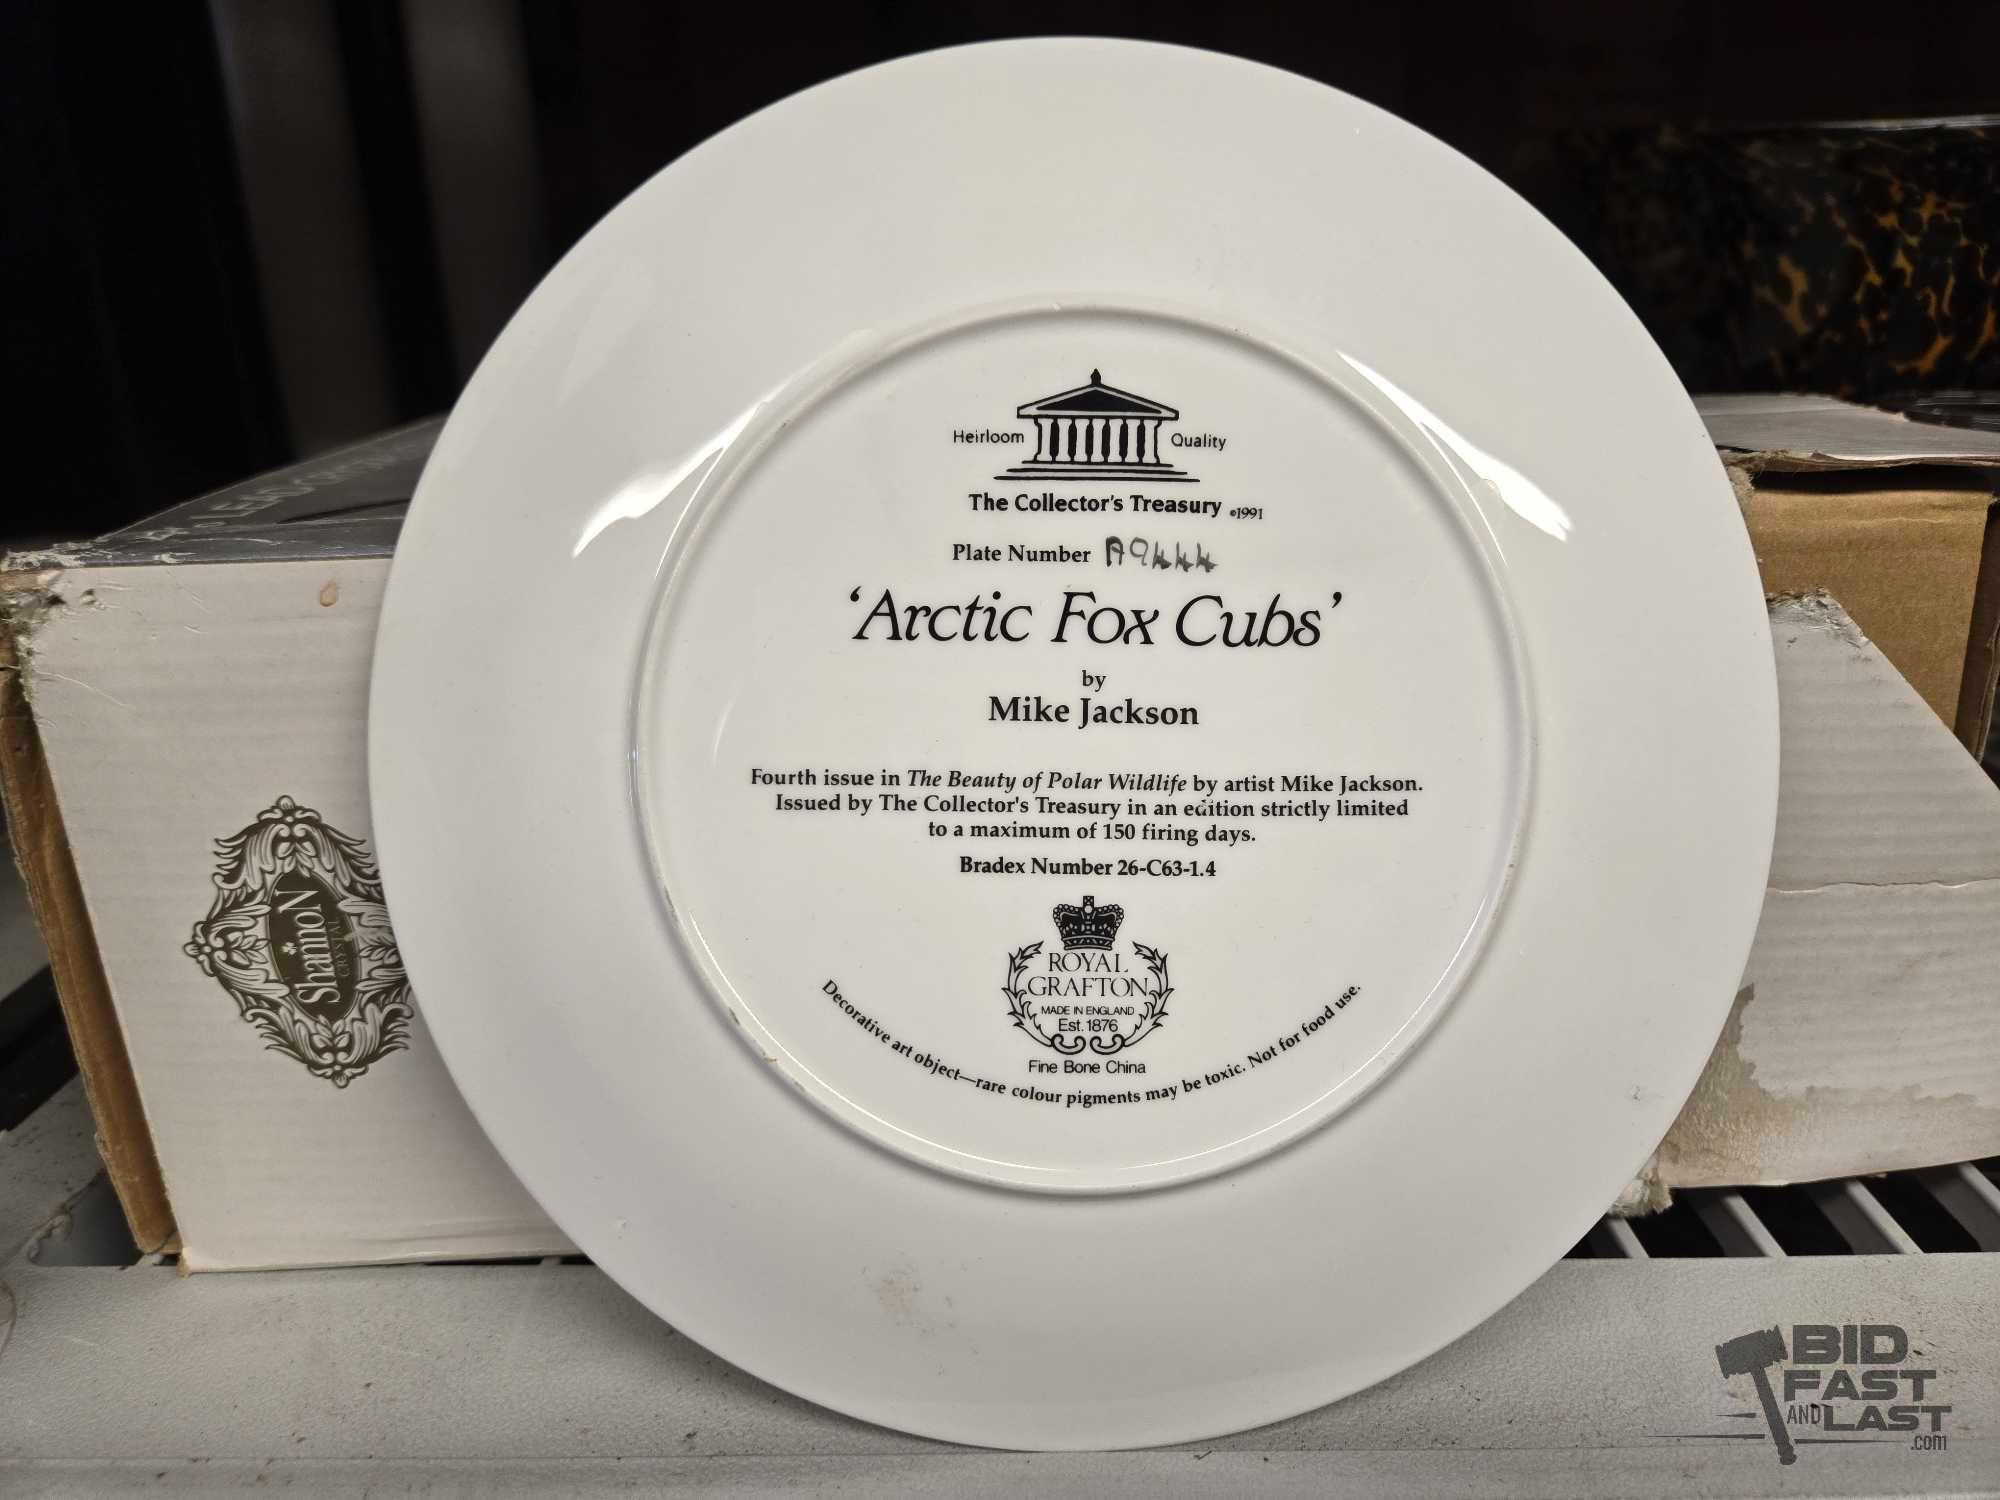 Heirloom Quality
The Collector's Treasury ©1991
Plate Number A9444
'Arctic Fox Cubs'
by
Mike Jackson
Fourth issue in The Beauty of Polar Wildlife by artist Mike Jackson.
Issued by The Collector's Treasury in an edition strictly limited
to a maximum of 150 firing days.
Bradex Number 26-C63-1.4
ROYAL
GRAFTON
MADE IN ENGLAND
Est. 1876
Fine Bone China
Decorative art object—rare colour pigments may be toxic. Not for food use.
Shannon
CRYSTAL
BID
FAST
AND LAST
.com